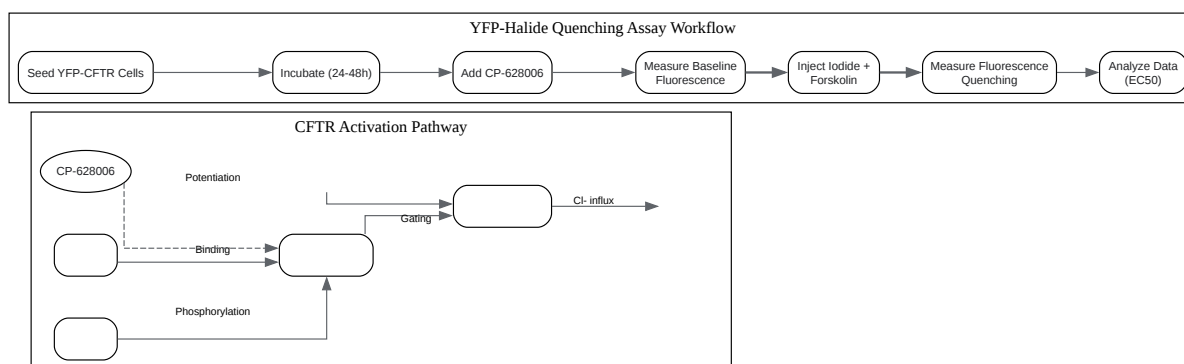 YFP-Halide Quenching Assay Workflow
Seed YFP-CFTR Cells
Incubate (24-48h)
Add CP-628006
Measure Baseline
Fluorescence
Inject Iodide +
Forskolin
Measure Fluorescence
Quenching
Analyze Data
(EC50)
CFTR Activation Pathway
CP-628006
Potentiation
Cl- influx
Gating
Binding
Phosphorylation